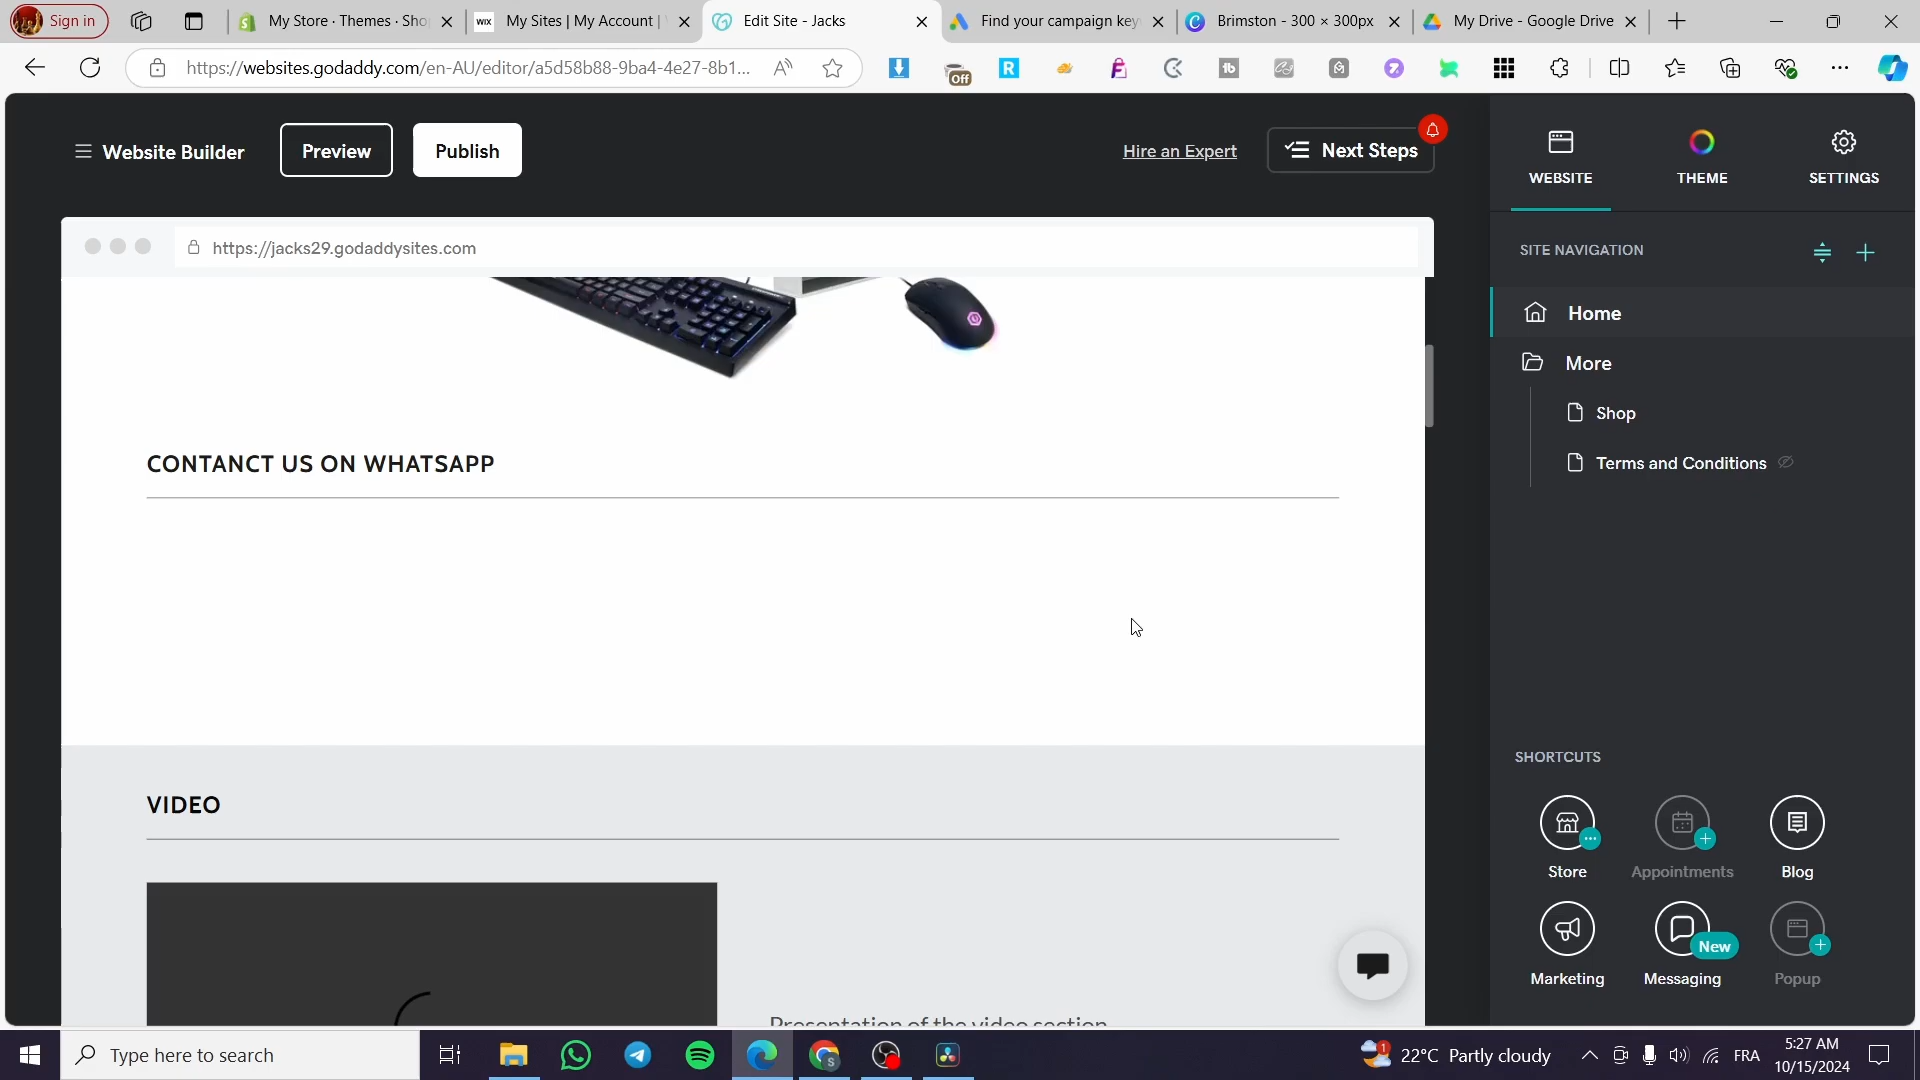 Sign in
My Store · Themes · Sho
WIX
My Sites | My Account |
Edit Site - Jacks
Find your campaign key
Brimston - 300 × 300px
My Drive - Google Drive
https://websites.godaddy.com/en-AU/editor/a5d58b88-9ba4-4e27-8b1...
Off
Website Builder
Preview
Publish
Hire an Expert
Next Steps
WEBSITE
THEME
SETTINGS
https://jacks29.godaddysites.com
SITE NAVIGATION
Home
More
Shop
Terms and Conditions
CONTANCT US ON WHATSAPP
VIDEO
Presentation of the video section
SHORTCUTS
Store
Appointments
Blog
New
Marketing
Messaging
Popup
Type here to search
22°C Partly cloudy
FRA
5:27 AM
10/15/2024